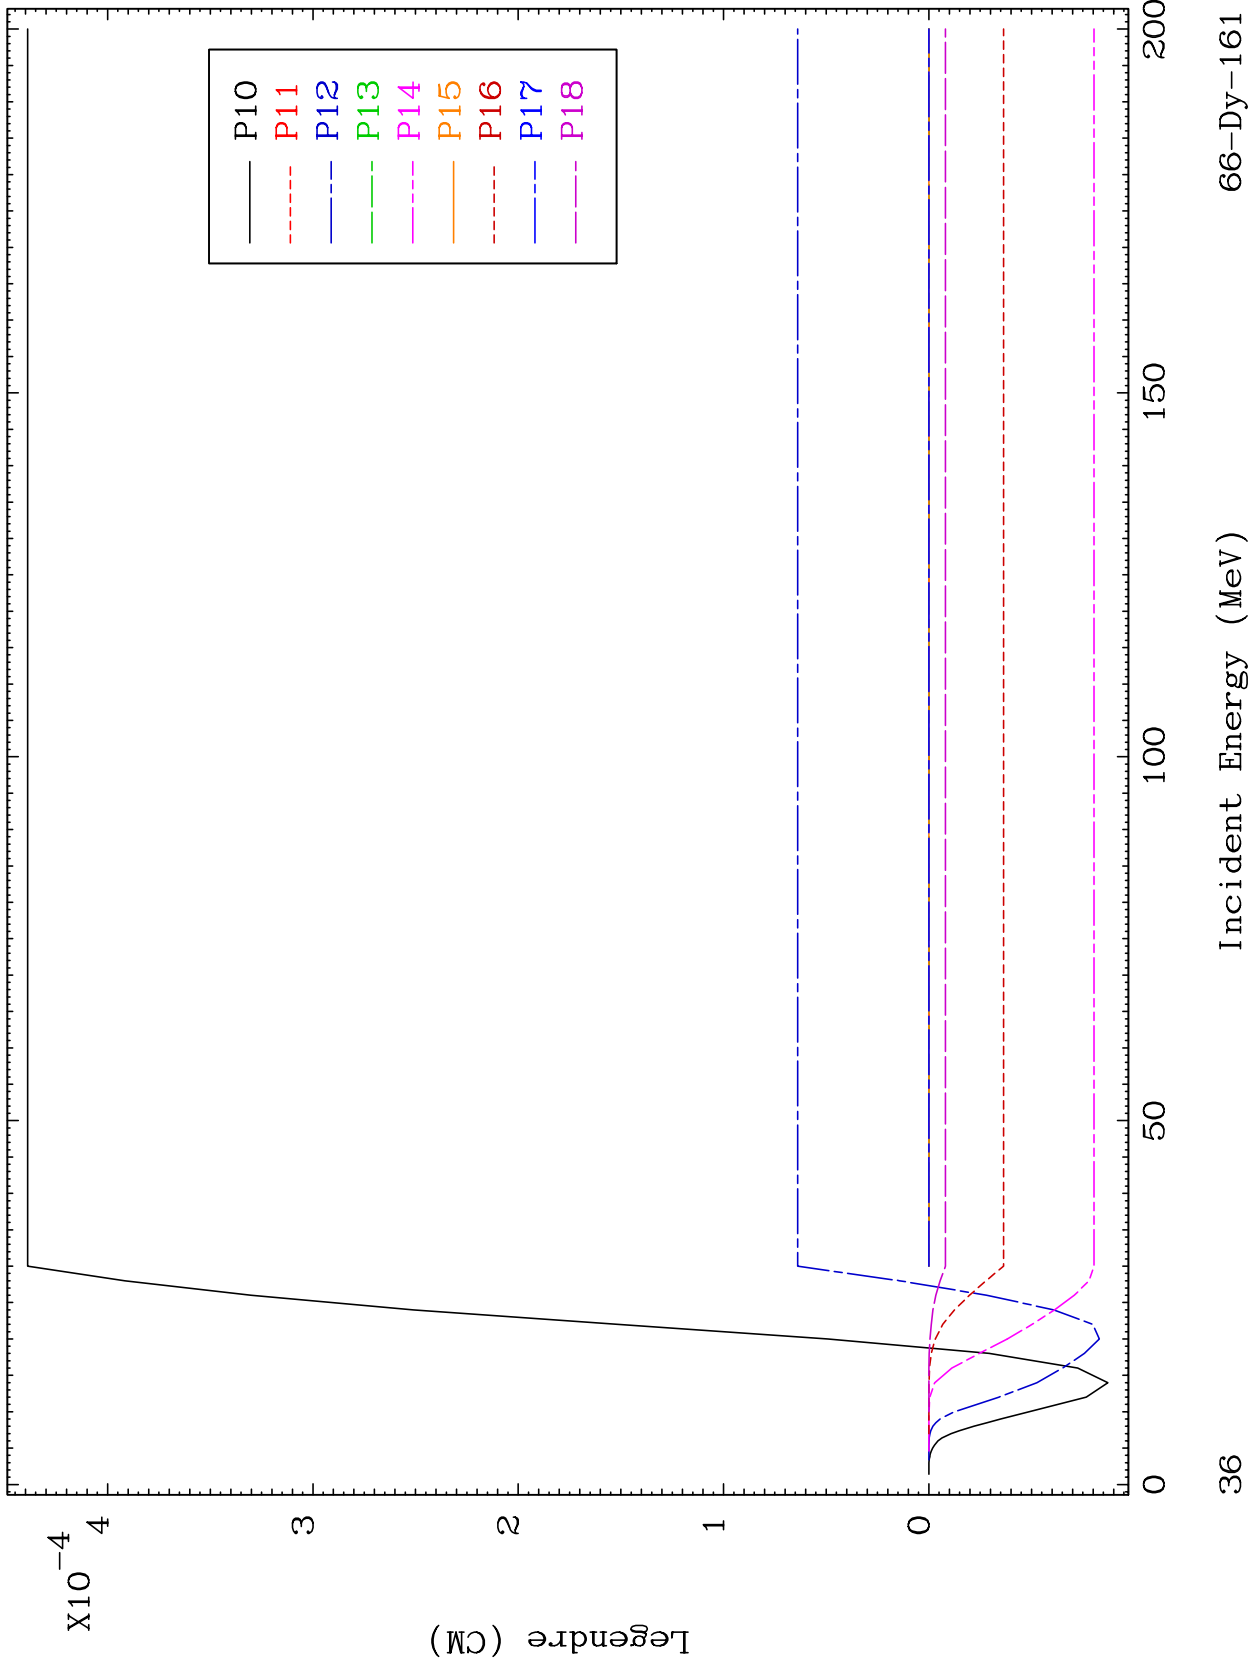 X10-4
4
3
2
1
0
Legendre (CM)
P10
P11
P12
P13
P14
P15
P16
P17
P18
0
50
100
150
200
36
Incident Energy (MeV)
66-Dy-161